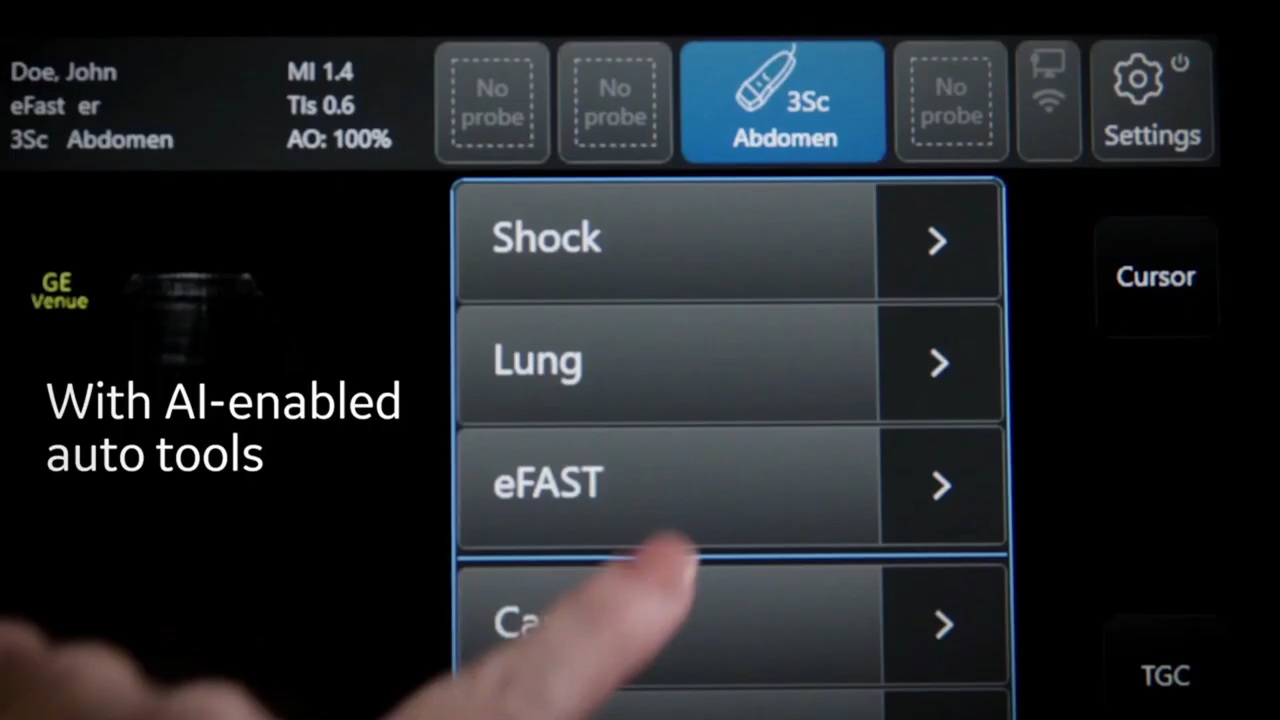 Doe, John
eFast er
3Sc Abdomen
MI 1.4
TIs 0.6
AO: 100%
No
probe
No
probe
3Sc
Abdomen
No
probe
Settings
Shock
Lung
eFAST
Cursor
TGC
GE
Venue
With AI-enabled
auto tools